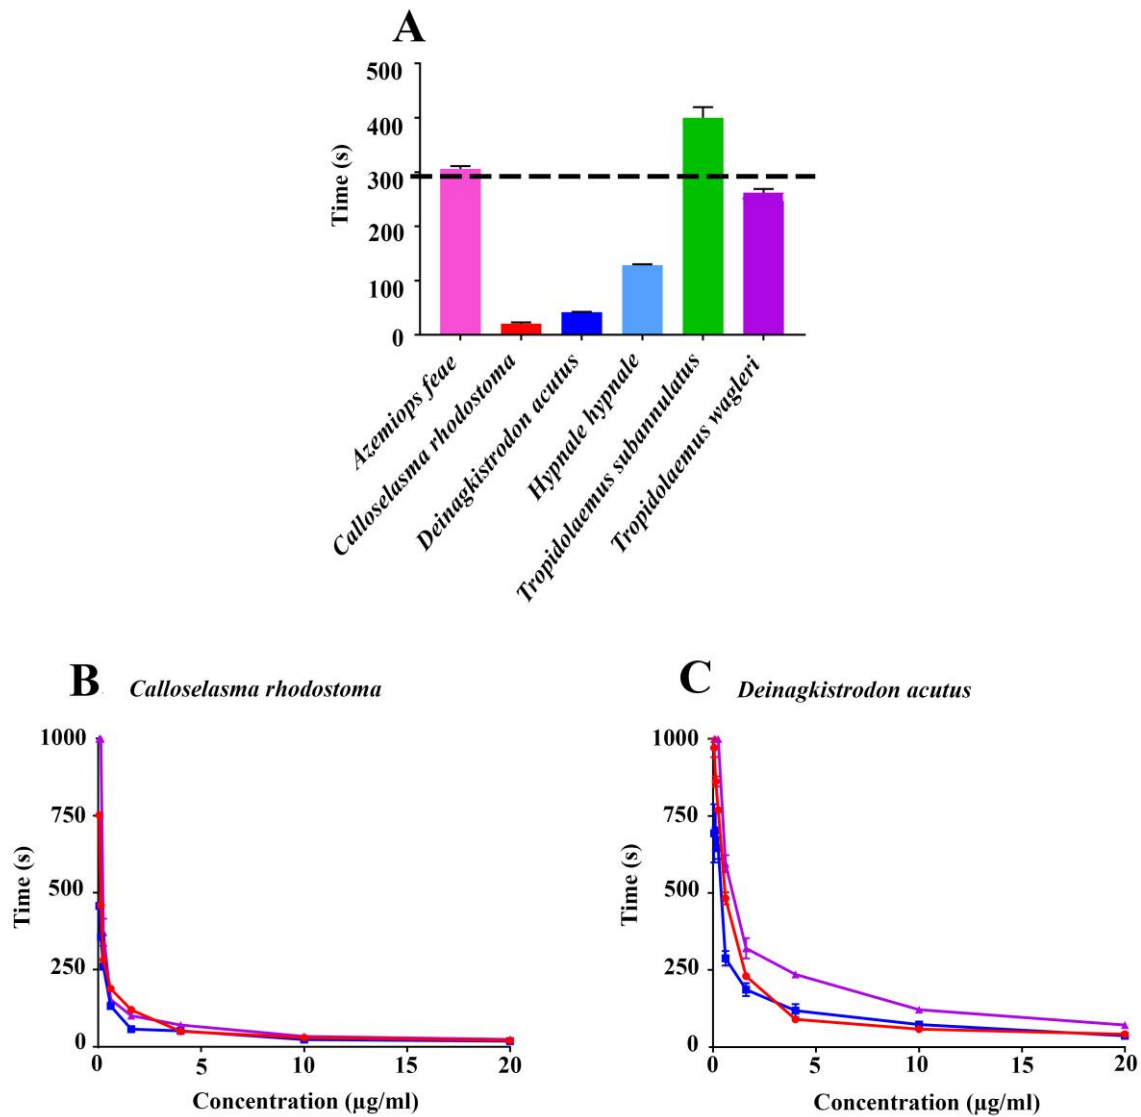 A
500
400
300
200
100
0
Time (s)
Azemiops feae
Calloselasma rhodostoma
Deinagkistrodon acutus
Hypnale hypnale
Tropidolaemus subannulatus
Tropidolaemus wagleri
B Calloselasma rhodostoma
1000
750
500
250
0
Time (s)
0 5 10 15 20
Concentration (µg/ml)
C Deinagkistrodon acutus
1000
750
500
250
0
Time (s)
0 5 10 15 20
Concentration (µg/ml)